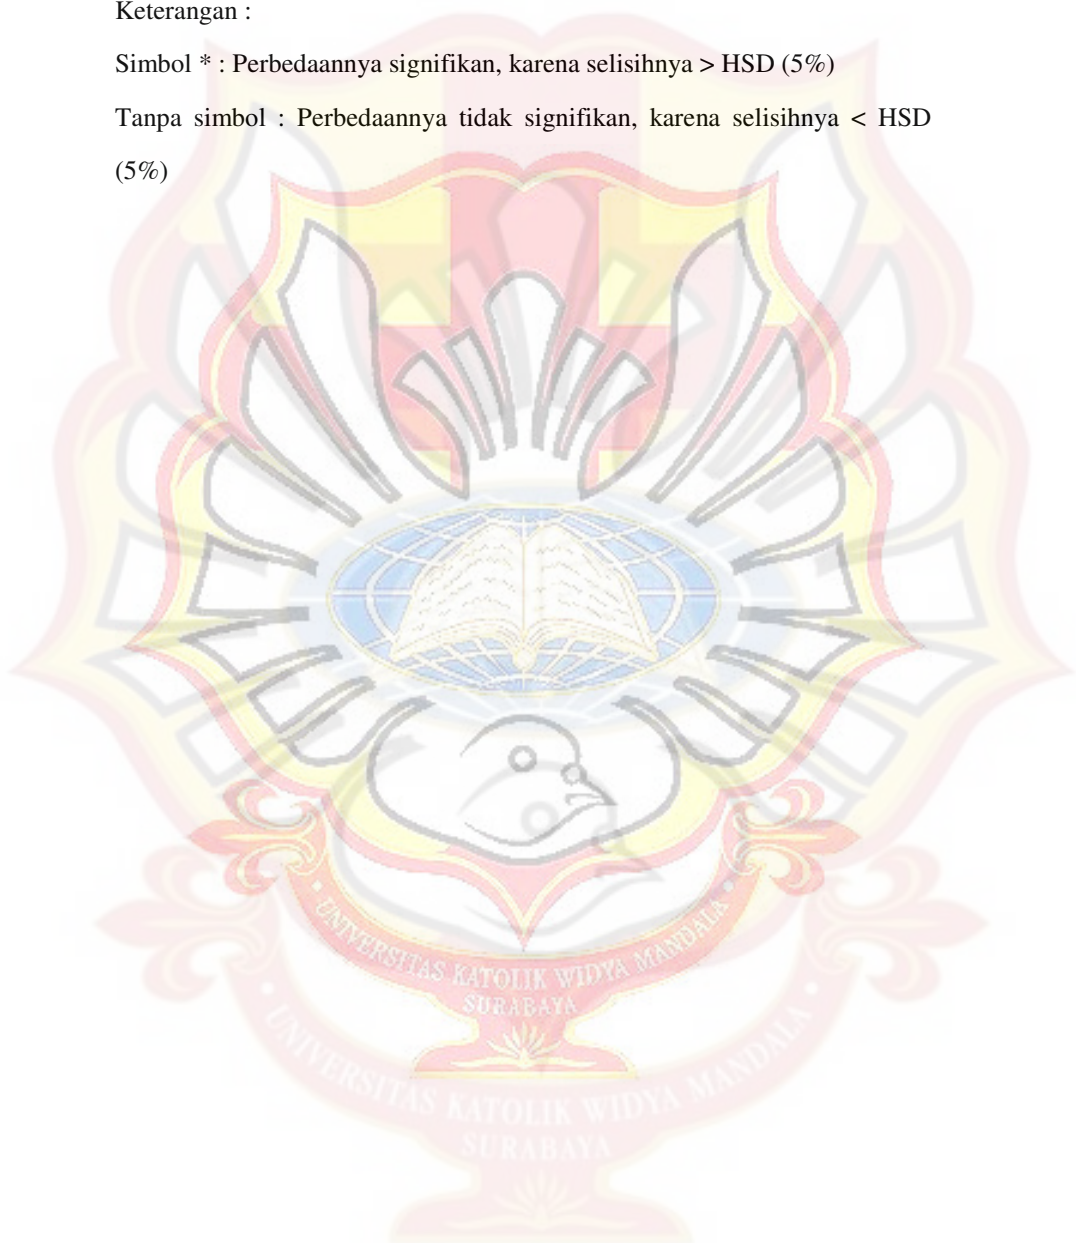 Keterangan :
Simbol * : Perbedaannya signifikan, karena selisihnya > HSD (5%)
Tanpa simbol : Perbedaannya tidak signifikan, karena selisihnya < HSD
(5%)
UNIVERSITAS KATOLIK WIDYA MANDALA
SURABAYA
UNIVERSITAS KATOLIK WIDYA MANDALA
SURABAYA